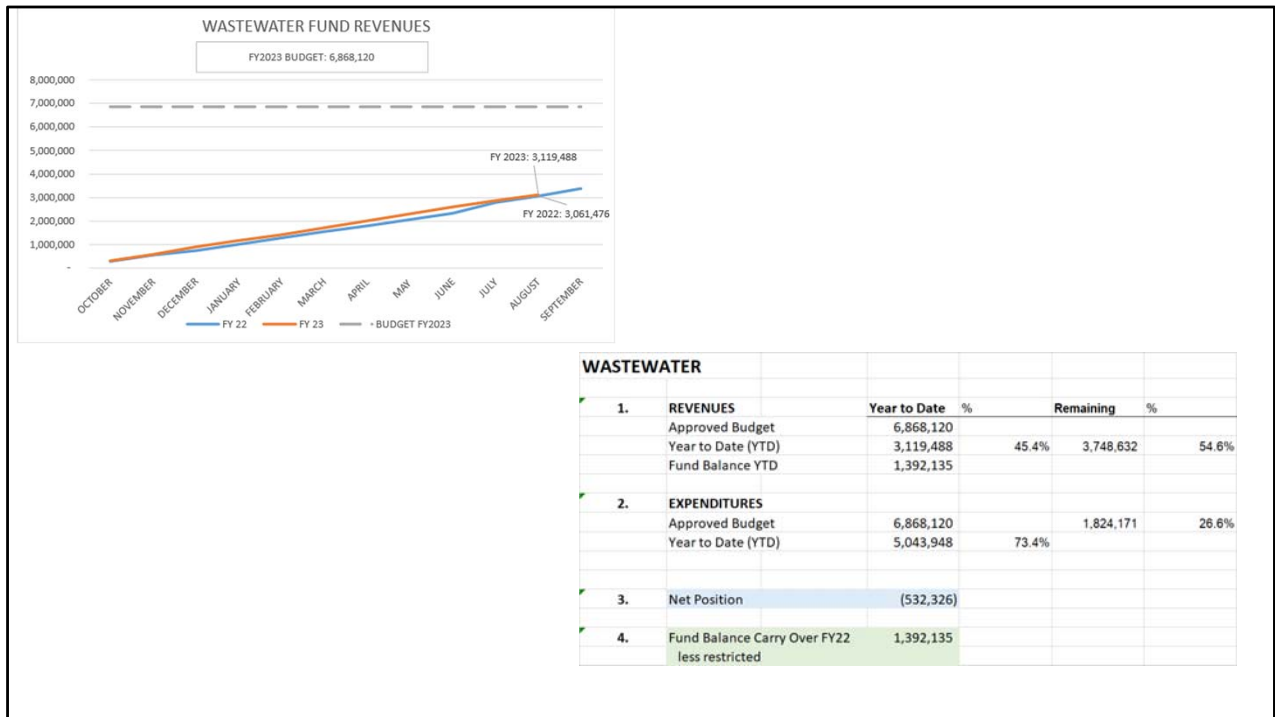 WASTEWATER FUND REVENUES
FY2023 BUDGET: 6,868,120
8,000,000
7,000,000
6,000,000
5,000,000
4,000,000
3,000,000
2,000,000
1,000,000
-
FY 2023: 3,119,488
FY 2022: 3,061,476
OCTOBER NOVEMBER DECEMBER JANUARY FEBRUARY MARCH APRIL MAY JUNE JULY AUGUST SEPTEMBER
FY 22 FY 23 - BUDGET FY2023
WASTEWATER
1. REVENUES Year to Date % Remaining %
Approved Budget 6,868,120
Year to Date (YTD) 3,119,488 45.4% 3,748,632 54.6%
Fund Balance YTD 1,392,135
2. EXPENDITURES
Approved Budget 6,868,120 1,824,171 26.6%
Year to Date (YTD) 5,043,948 73.4%
3. Net Position (532,326)
4. Fund Balance Carry Over FY22 1,392,135
less restricted